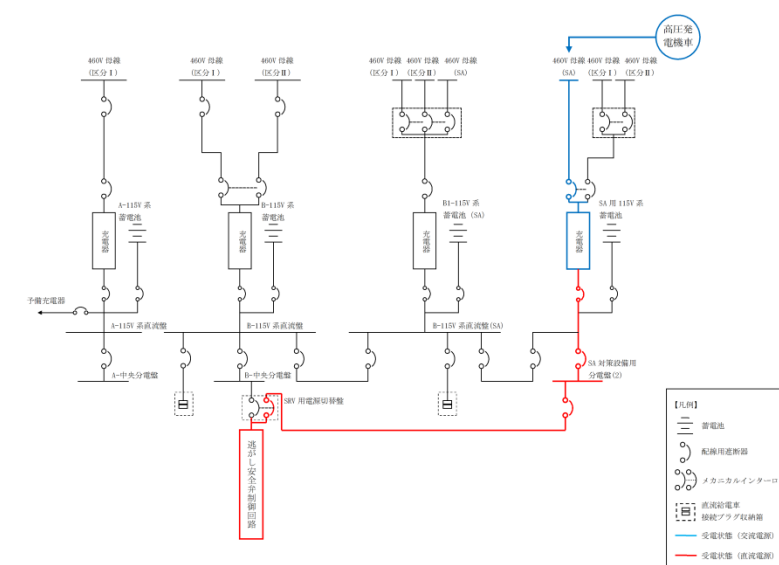 高圧発
電機車
460V 母線
(区分Ⅰ)
460V 母線
(区分Ⅰ)
460V 母線
(区分Ⅱ)
460V 母線 460V 母線 460V 母線
(区分Ⅰ) (区分Ⅱ) (SA)
460V 母線 460V 母線 460V 母線
(SA) (区分Ⅰ) (区分Ⅱ)
A-115V 系
蓄電池
B-115V 系
蓄電池
B1-115V 系
蓄電池 (SA)
SA 用 115V 系
蓄電池
充電器
充電器
充電器
充電器
予備充電器
A-115V 系直流盤
B-115V 系直流盤
B-115V 系直流盤(SA)
A-中央分電盤
B-中央分電盤
SA 対策設備用
分電盤(2)
SRV 用電源切替盤
逃がし安全弁制御回路
【凡例】
蓄電池
配線用遮断器
メカニカルインターロ
直流給電車
接続プラグ収納箱
受電状態 (交流電源)
受電状態 (直流電源)